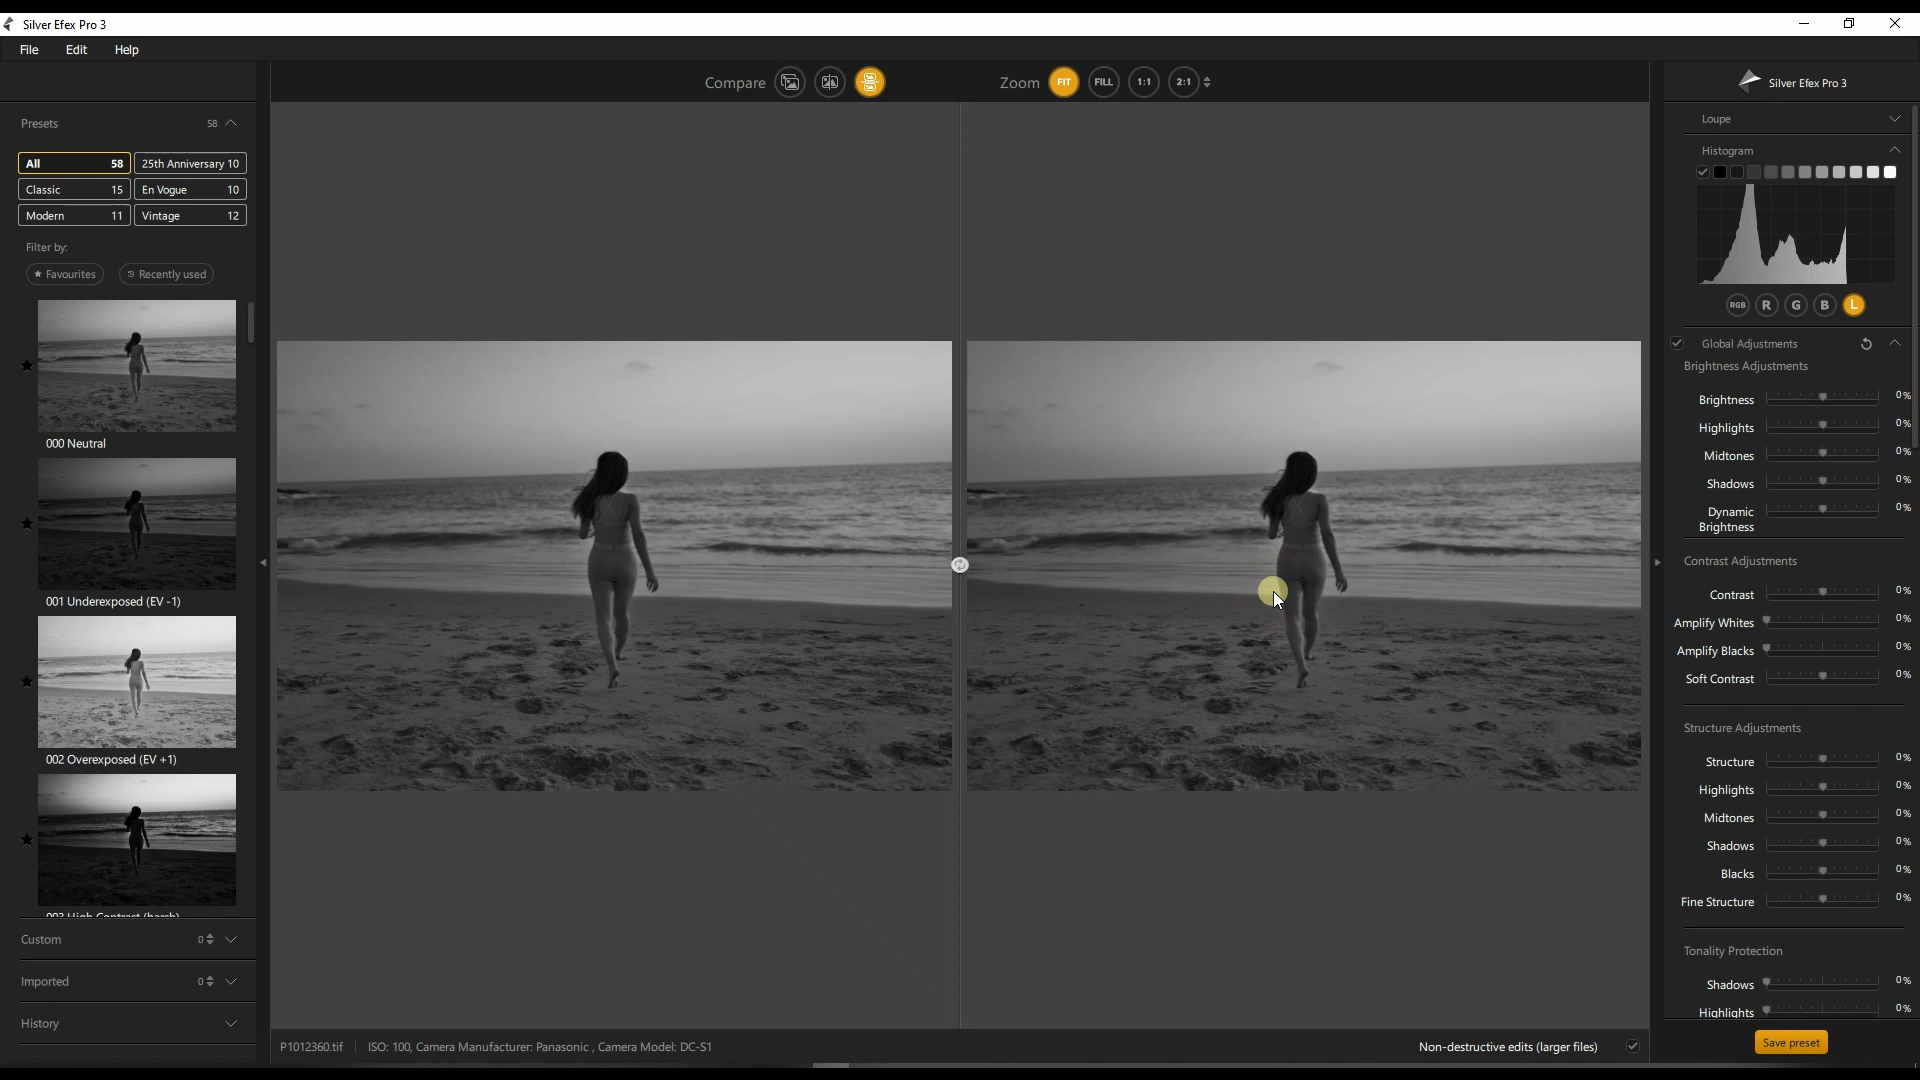 Silver Efex Pro 3
File Edit Help
Compare
Zoom FIT FILL 1:1 2:1
Silver Efex Pro 3
Presets 58
All 58
25th Anniversary 10
Classic 15
En Vogue 10
Modern 11
Vintage 12
Filter by:
Favourites
Recently used
000 Neutral
001 Underexposed (EV -1)
002 Overexposed (EV +1)
003 High Contrast (harsh)
Custom 0
Imported 0
History
P1012360.tif
ISO: 100, Camera Manufacturer: Panasonic , Camera Model: DC-S1
Non-destructive edits (larger files)
Loupe
Histogram
RGB R G B L
Global Adjustments
Brightness Adjustments
Brightness 0%
Highlights 0%
Midtones 0%
Shadows 0%
Dynamic
Brightness 0%
Contrast Adjustments
Contrast 0%
Amplify Whites 0%
Amplify Blacks 0%
Soft Contrast 0%
Structure Adjustments
Structure 0%
Highlights 0%
Midtones 0%
Shadows 0%
Blacks 0%
Fine Structure 0%
Tonality Protection
Shadows 0%
Highlights 0%
Save preset